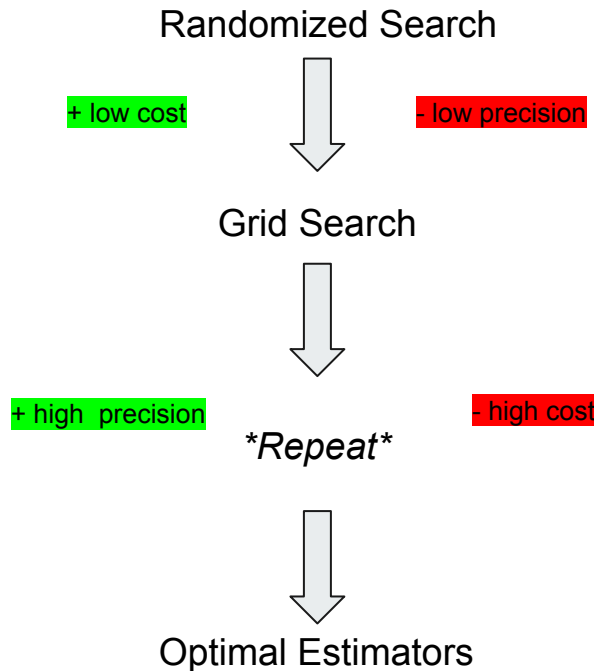 Randomized Search
+ low cost
- low precision
Grid Search
+ high  precision
- high cost
*Repeat*
Optimal Estimators